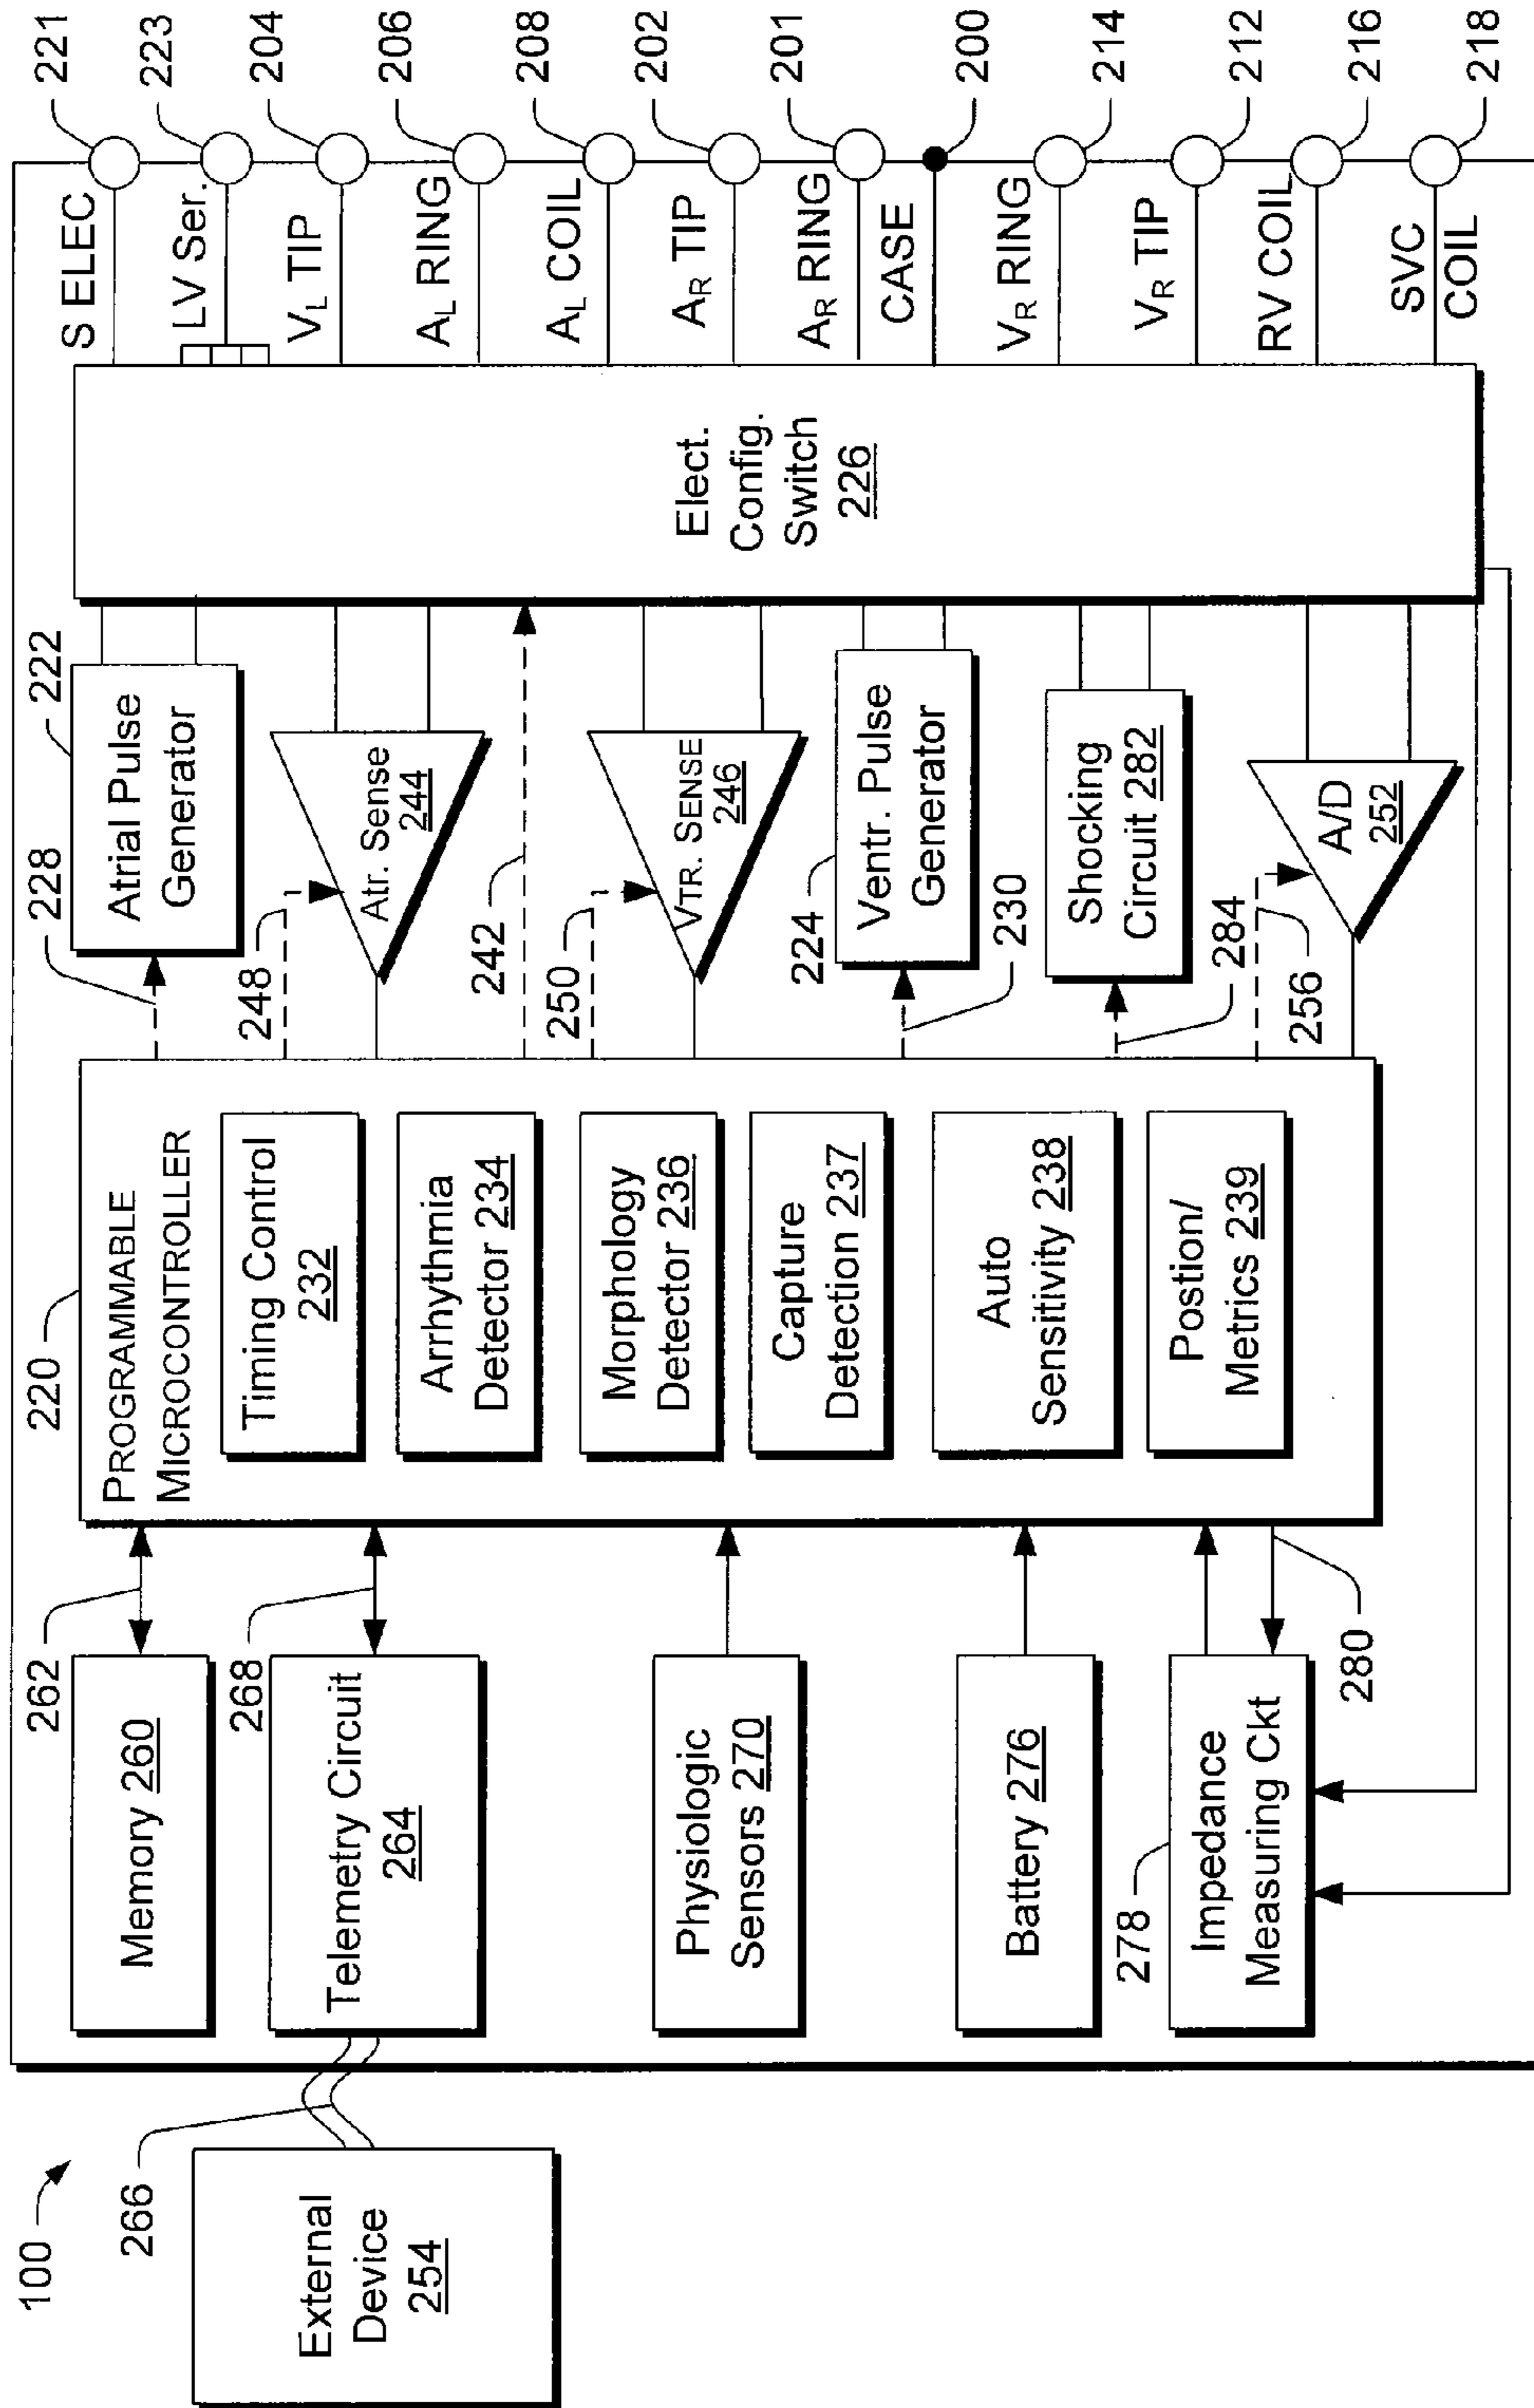 100
External
Device
254
266
262
Memory 260
268
Telemetry Circuit
264
Physiologic
Sensors 270
Battery 276
278
Impedance
Measuring Ckt
280
220
PROGRAMMABLE
MICROCONTROLLER
Timing Control
232
Arrhythmia
Detector 234
Morphology
Detector 236
Capture
Detection 237
Auto
Sensitivity 238
Postion/
Metrics 239
228
222
Atrial Pulse
Generator
248
Atr. Sense
244
242
250
VTR. SENSE
246
224
Ventr. Pulse
Generator
230
Shocking
Circuit 282
284
256
A/D
252
Elect.
Config.
Switch
226
S ELEC
221
LV Ser.
223
VL TIP
204
AL RING
206
AL COIL
208
AR TIP
202
AR RING
201
CASE
200
VR RING
214
VR TIP
212
RV COIL
216
SVC
COIL
218